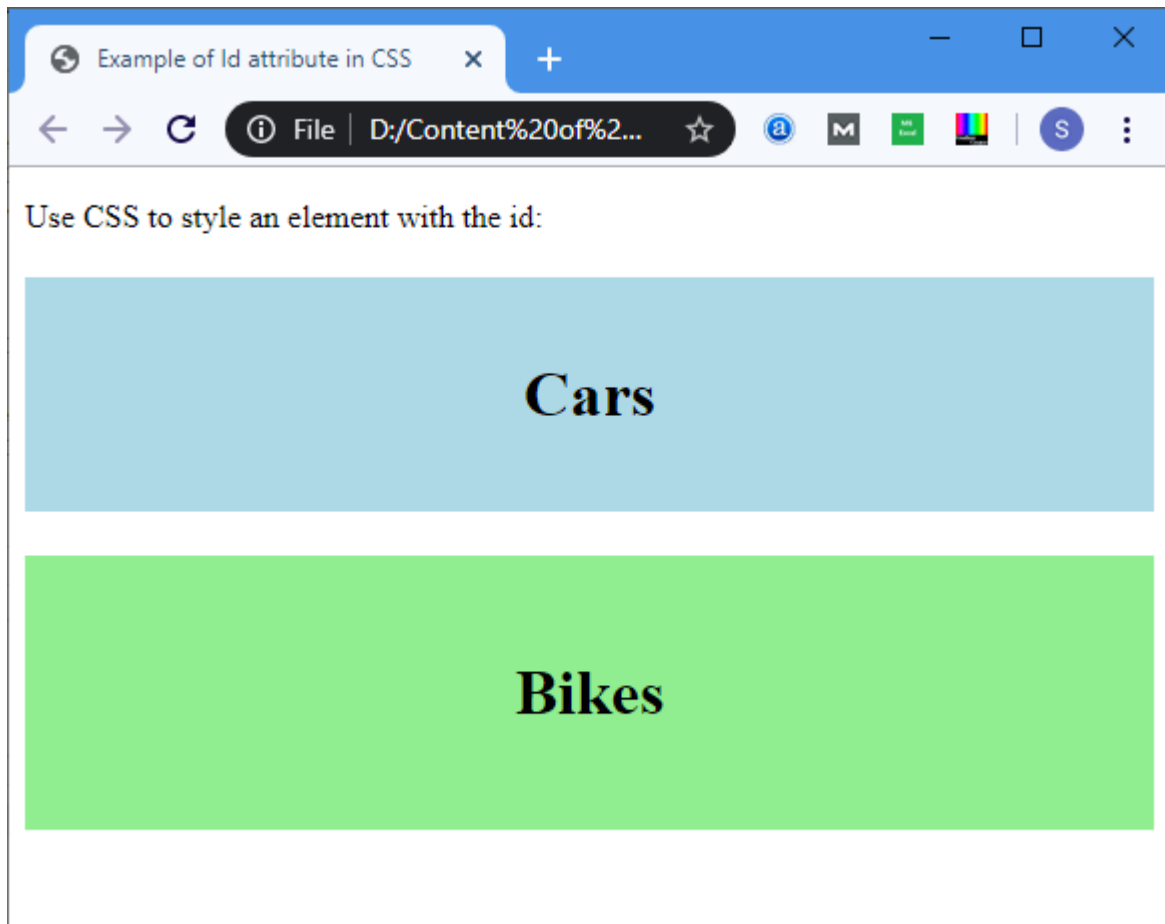 Example of Id attribute in CSS
File D:/Content%20of%2...
a M S
Use CSS to style an element with the id:
Cars
Bikes